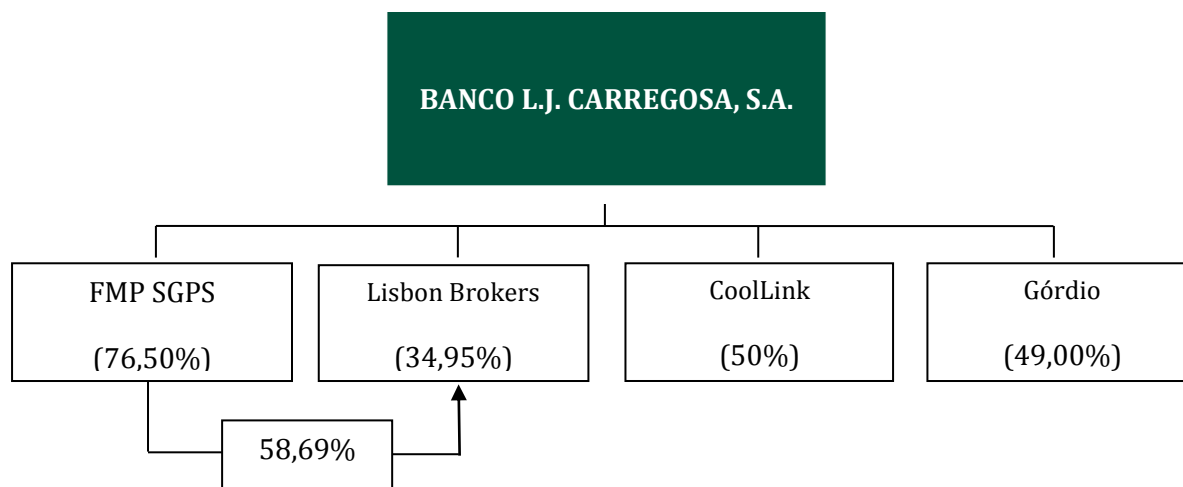 BANCO L.J. CARREGOSA, S.A.
FMP SGPS
(76,50%)
Lisbon Brokers
(34,95%)
CoolLink
(50%)
Górdio
(49,00%)
58,69%